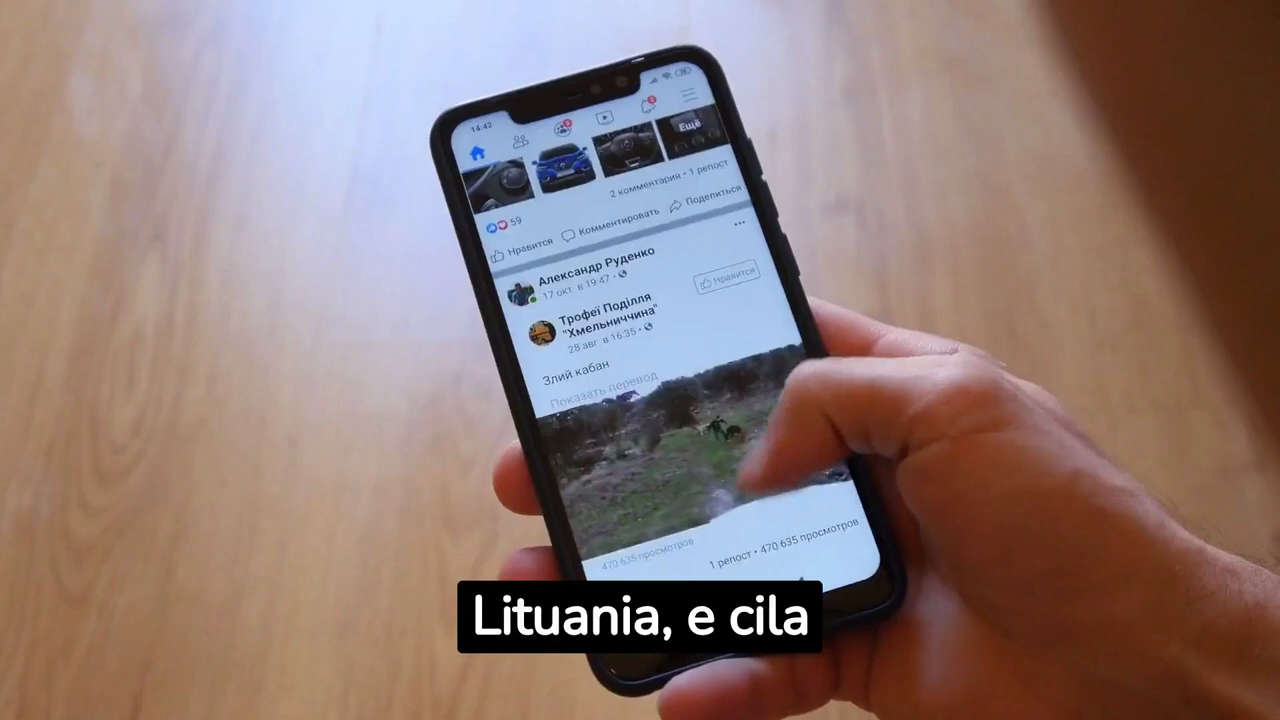 14:42
9
6
Ещё
2 комментария • 1 репост
59
Нравится
Комментировать
Поделиться
Александр Руденко
17 окт в 19:47 •
Нравится
Трофеї Поділля
"Хмельниччина"
28 авг в 16:35 •
Злий кабан
Показать перевод
470 635 просмотров
1 репост • 470 635 просмотров
Lituania, e cila